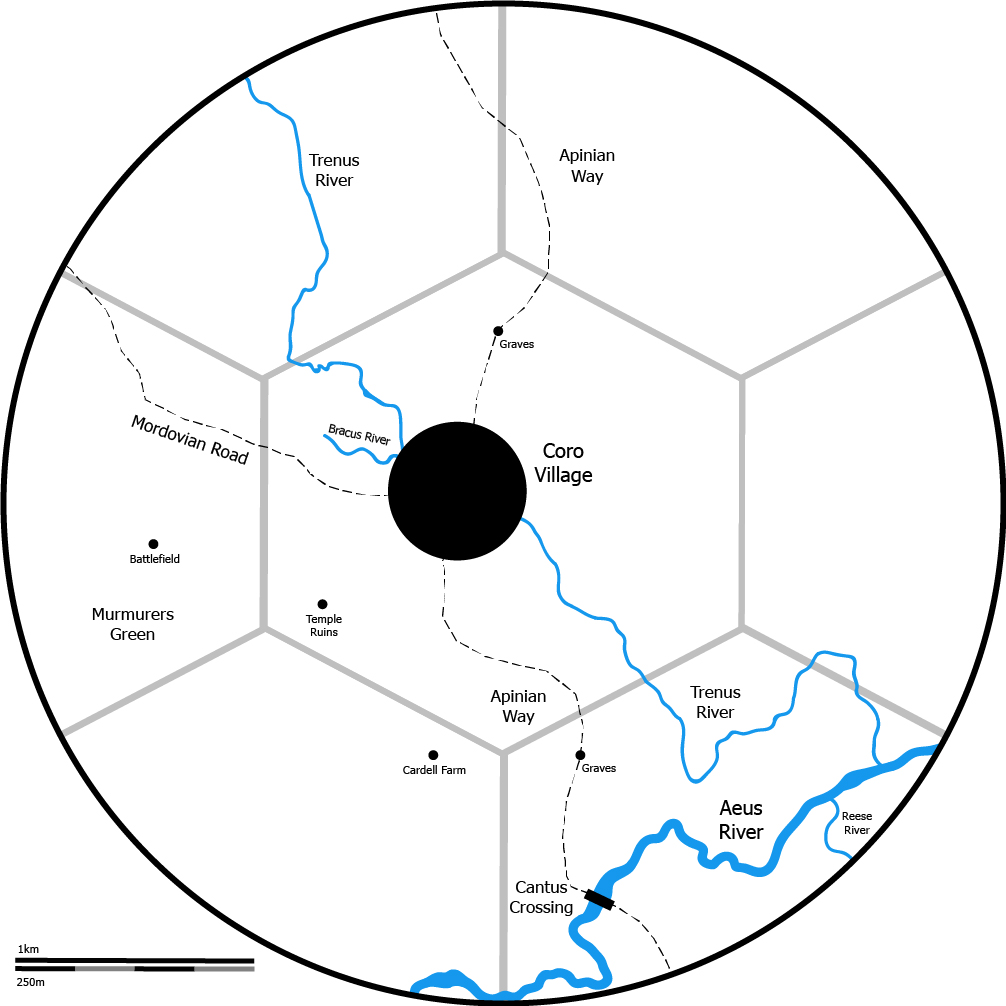 Trenus
River
Apinian
Way
Graves
Bracus River
Mordovian Road
Coro
Village
Battlefield
Murmurers
Green
Temple
Ruins
Apinian
Way
Trenus
River
Cardell Farm
Graves
Aeus
River
Reese
River
Cantus
Crossing
1km
250m